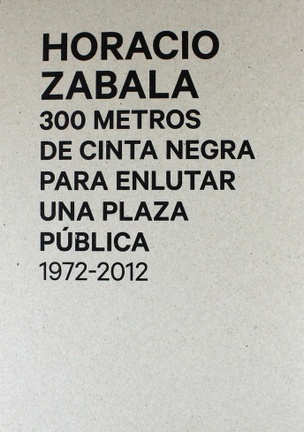 HORACIO
ZABALA
300 METROS
DE CINTA NEGRA
PARA ENLUTAR
UNA PLAZA
PÚBLICA
1972-2012